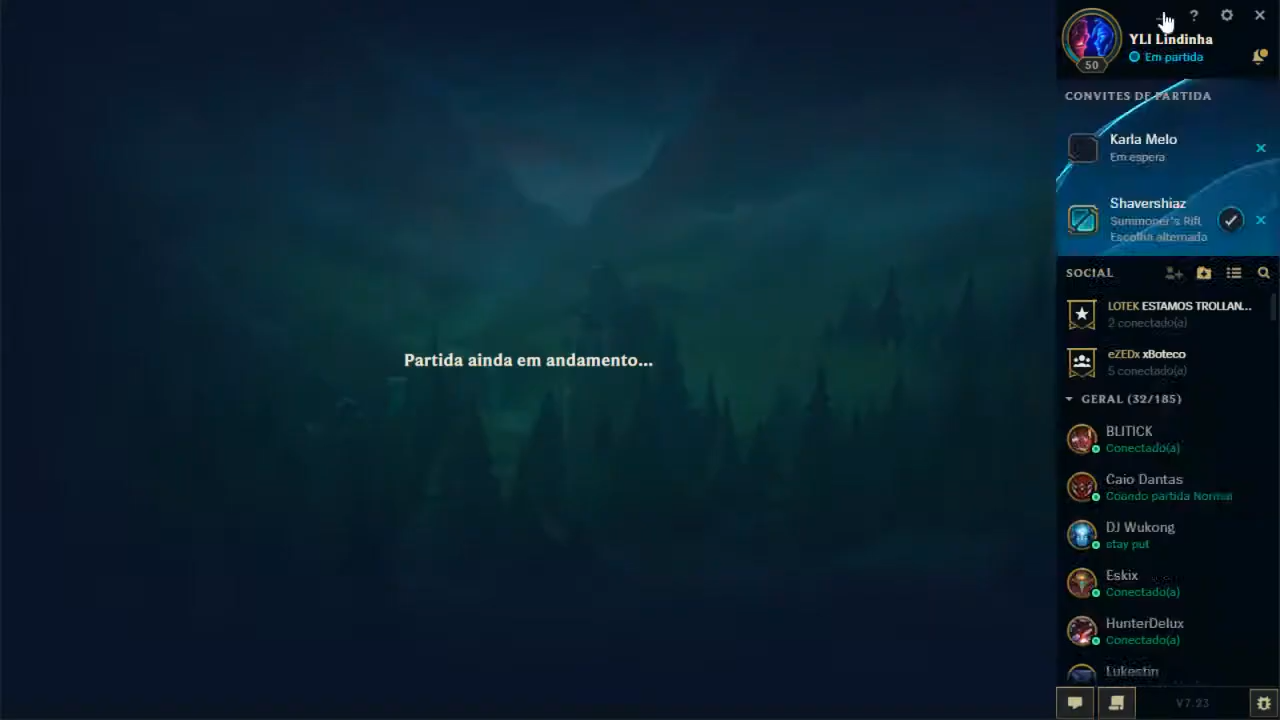 ?
YLI Lindinha
50
Em partida
CONVITES DE PARTIDA
Karla Melo
Em espera
Shavershiaz
Summoner's Rift
Escolha alternada
SOCIAL
LOTEK ESTAMOS TROLLAN...
2 conectado(a)
eZEDx xBoteco
5 conectado(a)
Partida ainda em andamento...
GERAL (32/185)
BLITICK
Conectado(a)
Caio Dantas
Criando partida Normal
DJ Wukong
stay put
Eskix
Conectado(a)
HunterDelux
Conectado(a)
Lukestin
V7.23